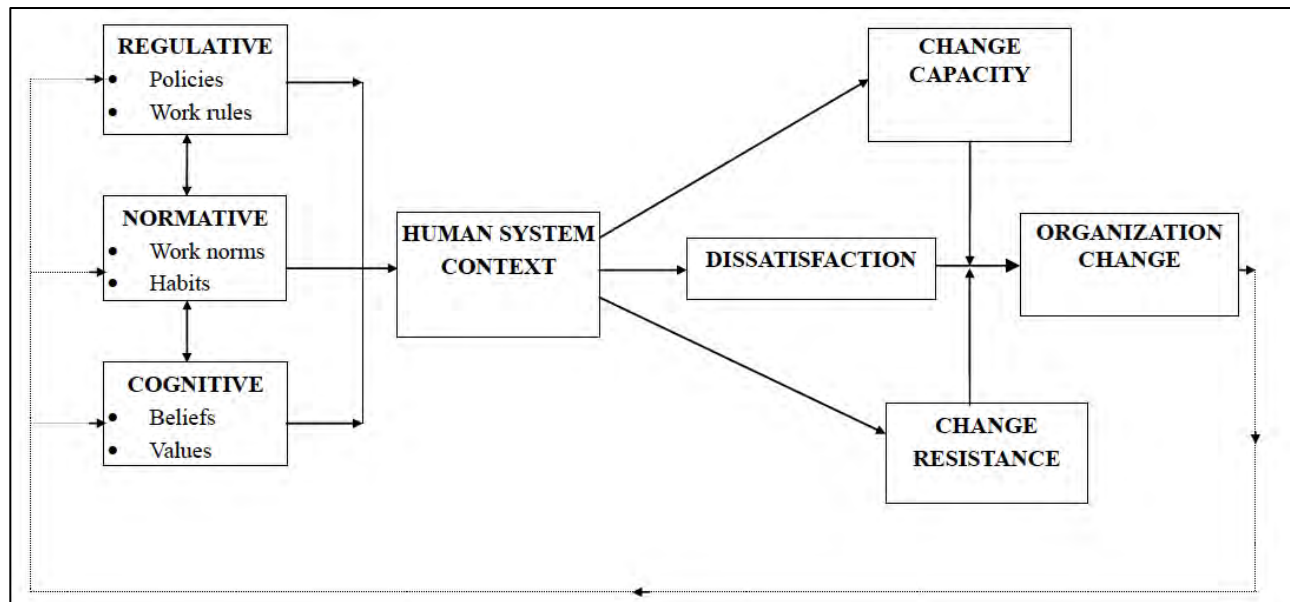 REGULATIVE
• Policies
• Work rules
NORMATIVE
• Work norms
• Habits
COGNITIVE
• Beliefs
• Values
HUMAN SYSTEM
CONTEXT
CHANGE
CAPACITY
DISSATISFACTION
CHANGE
RESISTANCE
ORGANIZATION
CHANGE